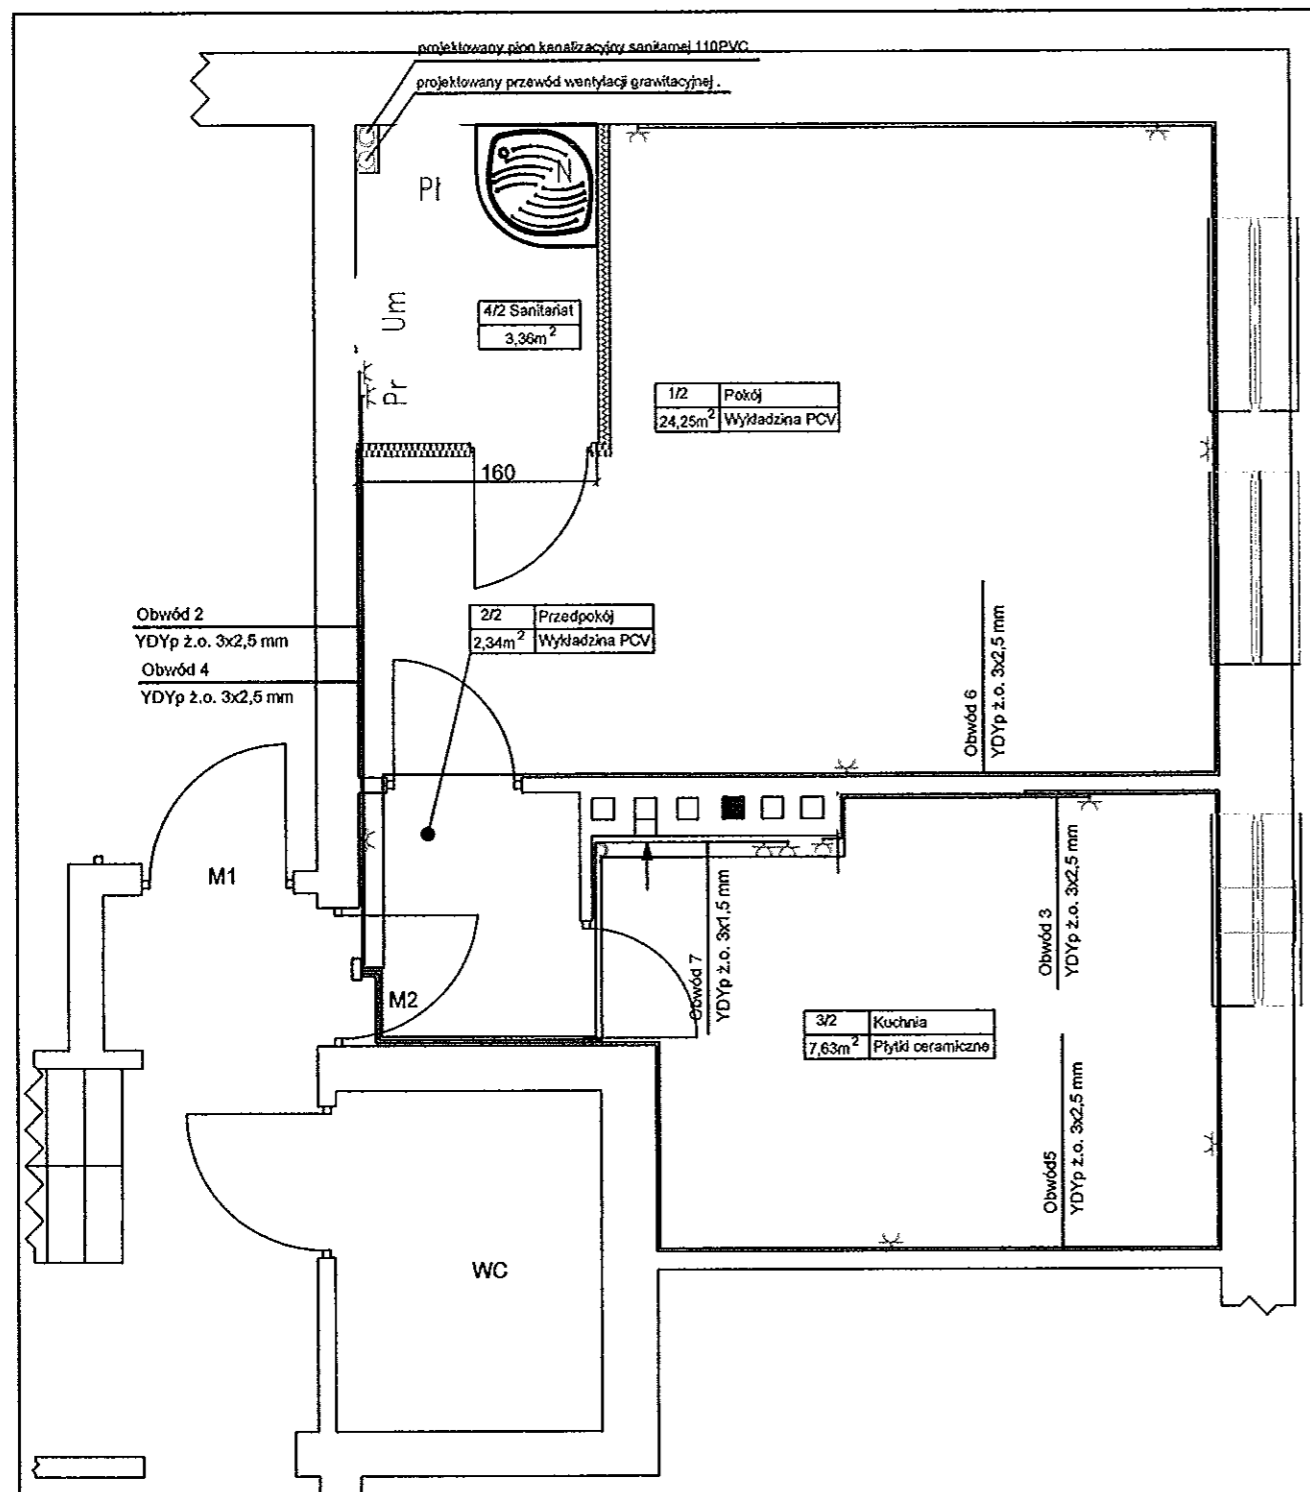 projektowany pion kanalizacyjny sanitarnej 110PVC
projektowany przewód wentylacji grawitacyjnej .
Pł
N
Um
4/2 Sanitariat
3,36m²
Pr
1/2 Pokój
24,25m² Wykładzina PCV
160
Obwód 2
YDYp ż.o. 3x2,5 mm
Obwód 4
YDYp ż.o. 3x2,5 mm
2/2 Przedpokój
2,34m² Wykładzina PCV
Obwód 6
YDYp ż.o. 3x2,5 mm
M1
M2
Obwód 7
YDYp ż.o. 3x1,5 mm
Obwód 3
YDYp ż.o. 3x2,5 mm
3/2 Kuchnia
7,63m² Płytki ceramiczne
Obwód5
YDYp ż.o. 3x2,5 mm
WC